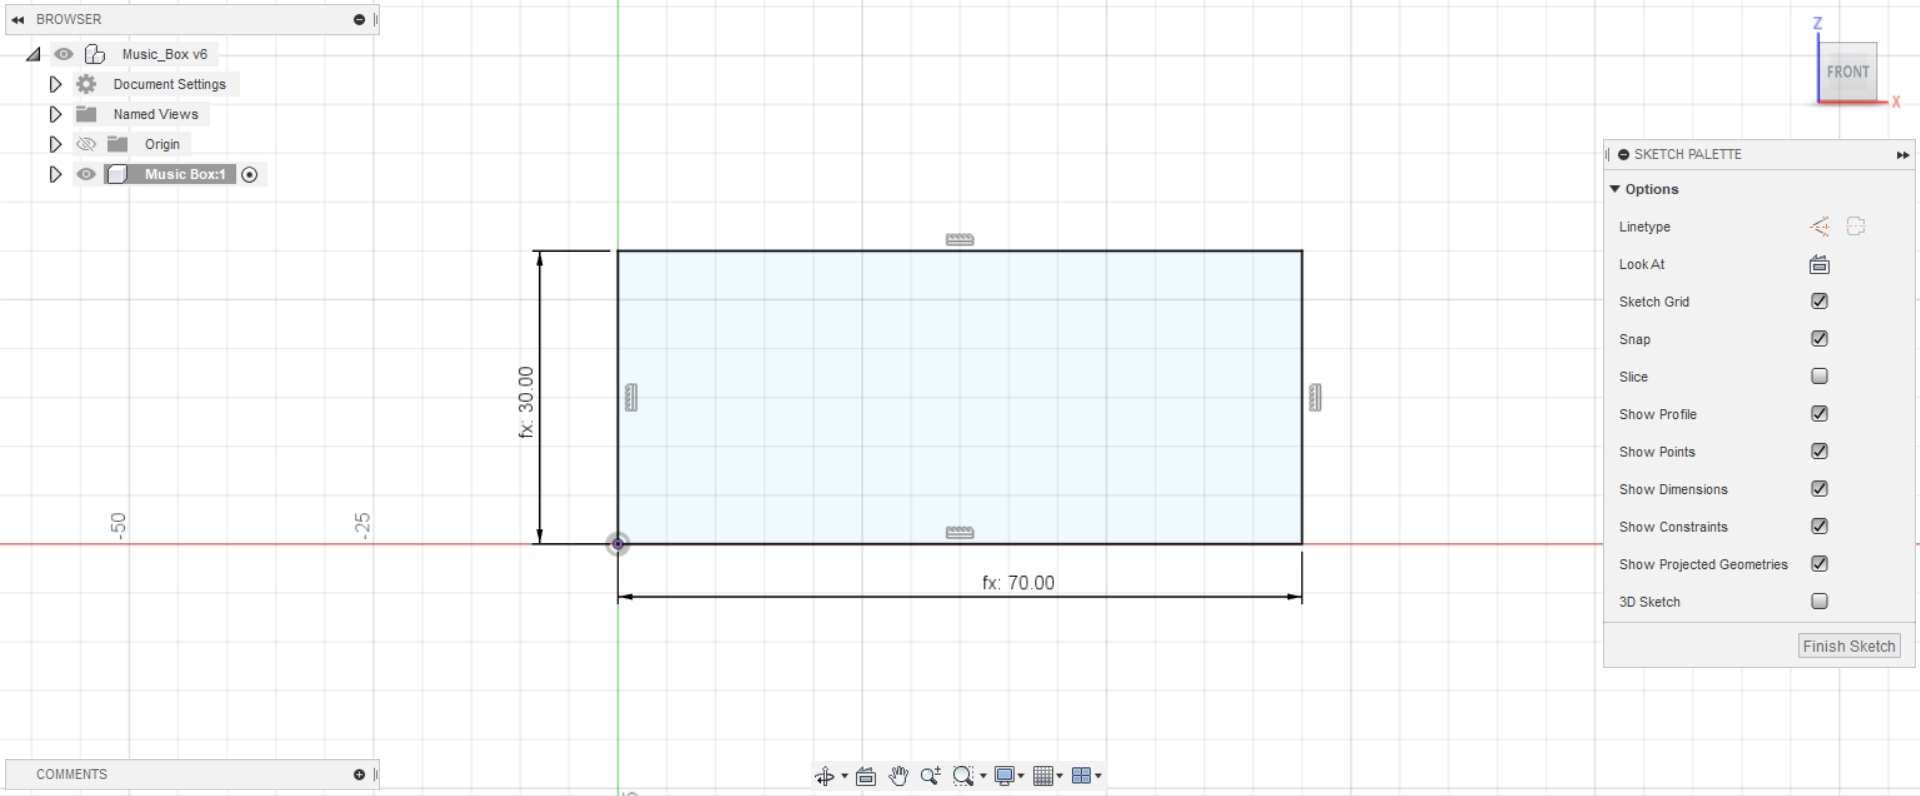 BROWSER
Music_Box v6
Document Settings
Named Views
Origin
Music Box:1
Z
FRONT
X
SKETCH PALETTE
Options
Linetype
Look At
Sketch Grid
Snap
Slice
Show Profile
Show Points
Show Dimensions
Show Constraints
Show Projected Geometries
3D Sketch
Finish Sketch
fx: 30.00
-50
-25
fx: 70.00
COMMENTS